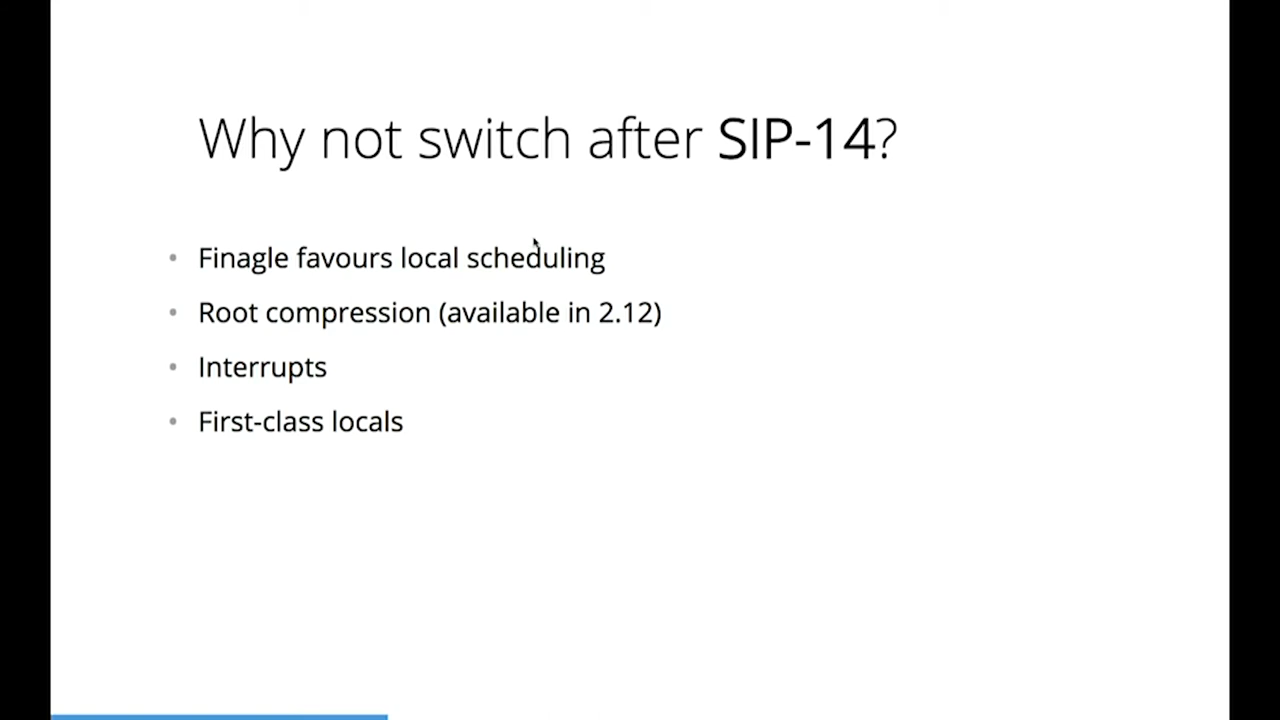 Why not switch after SIP-14?
• Finagle favours local scheduling
• Root compression (available in 2.12)
• Interrupts
• First-class locals